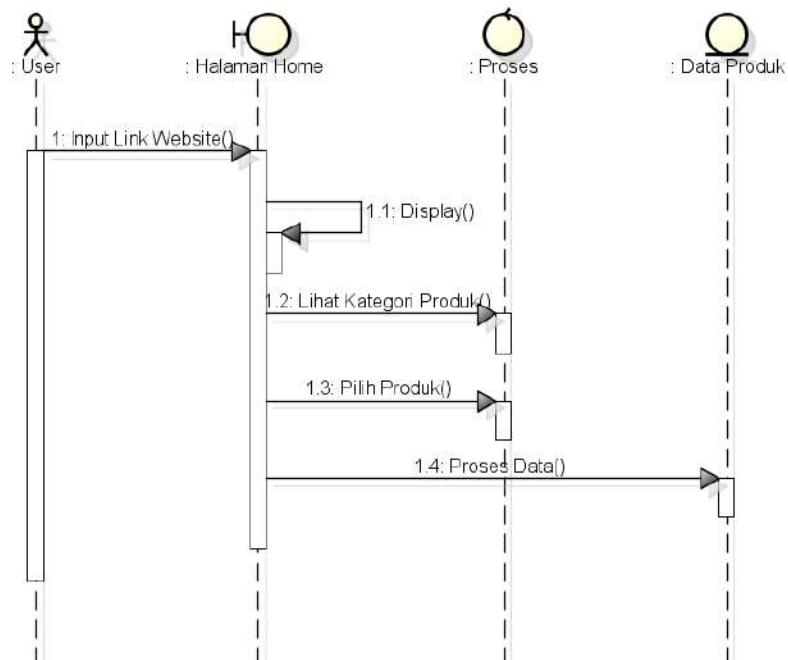 : User
: Halaman Home
: Proses
: Data Produk
1: Input Link Website()
1.1: Display()
1.2: Lihat Kategori Produk()
1.3: Pilih Produk()
1.4: Proses Data()